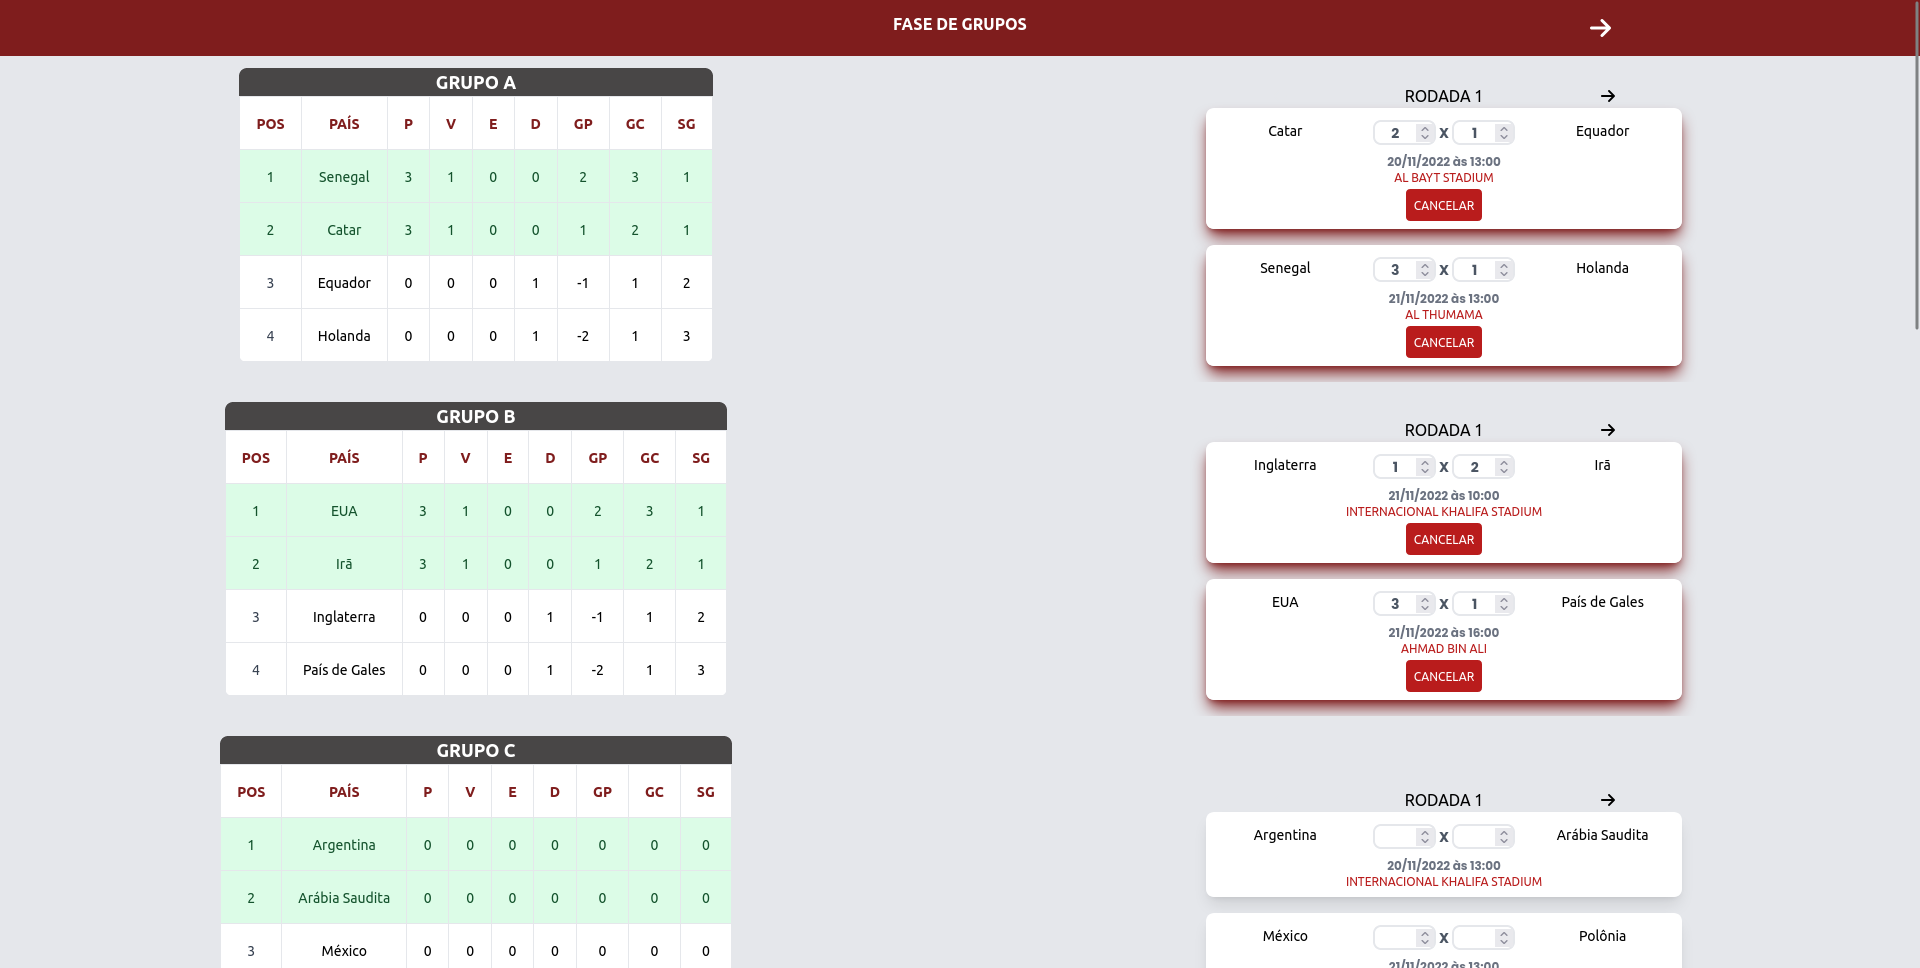 FASE DE GRUPOS
GRUPO A
POS PAÍS P V E D GP GC SG
1 Senegal 3 1 0 0 2 3 1
2 Catar 3 1 0 0 1 2 1
3 Equador 0 0 0 1 -1 1 2
4 Holanda 0 0 0 1 -2 1 3
RODADA 1
Catar 2 X 1 Equador
20/11/2022 às 13:00
AL BAYT STADIUM
CANCELAR
Senegal 3 X 1 Holanda
21/11/2022 às 13:00
AL THUMAMA
CANCELAR
GRUPO B
POS PAÍS P V E D GP GC SG
1 EUA 3 1 0 0 2 3 1
2 Irã 3 1 0 0 1 2 1
3 Inglaterra 0 0 0 1 -1 1 2
4 País de Gales 0 0 0 1 -2 1 3
RODADA 1
Inglaterra 1 X 2 Irã
21/11/2022 às 10:00
INTERNACIONAL KHALIFA STADIUM
CANCELAR
EUA 3 X 1 País de Gales
21/11/2022 às 16:00
AHMAD BIN ALI
CANCELAR
GRUPO C
POS PAÍS P V E D GP GC SG
1 Argentina 0 0 0 0 0 0 0
2 Arábia Saudita 0 0 0 0 0 0 0
3 México 0 0 0 0 0 0 0
RODADA 1
Argentina X Arábia Saudita
20/11/2022 às 13:00
INTERNACIONAL KHALIFA STADIUM
México X Polônia
21/11/2022 às 13:00